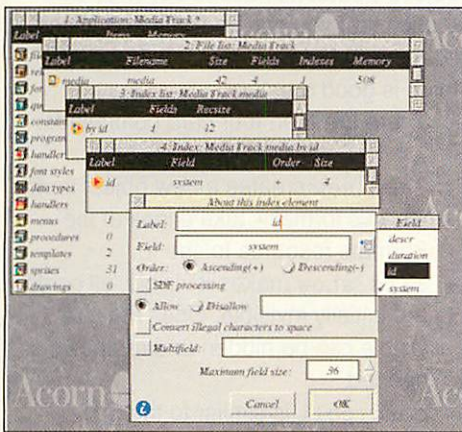 1: Application: Media Track *
Label Items Memory
2: File list: Media Track
Label Filename Size Fields Indexes Memory
media media 42 4 1 508
3: Index list: Media Track media
Label Fields Recsize
by id 1 12
4: Index: Media Track media by id
Label Field Order Size
id system + 4
constants
programs
handlers
font styles
data types
handlers
menus 1
procedures 0
templates 2
sprites 31
drawings 0
About this index element
Label: id
Field: system
Order: Ascending(+) Descending(-)
SDF processing
Allow Disallow
Convert illegal characters to space
Multifield:
Maximum field size: 36
Cancel OK
Field
descr
duration
id
system
Acorn